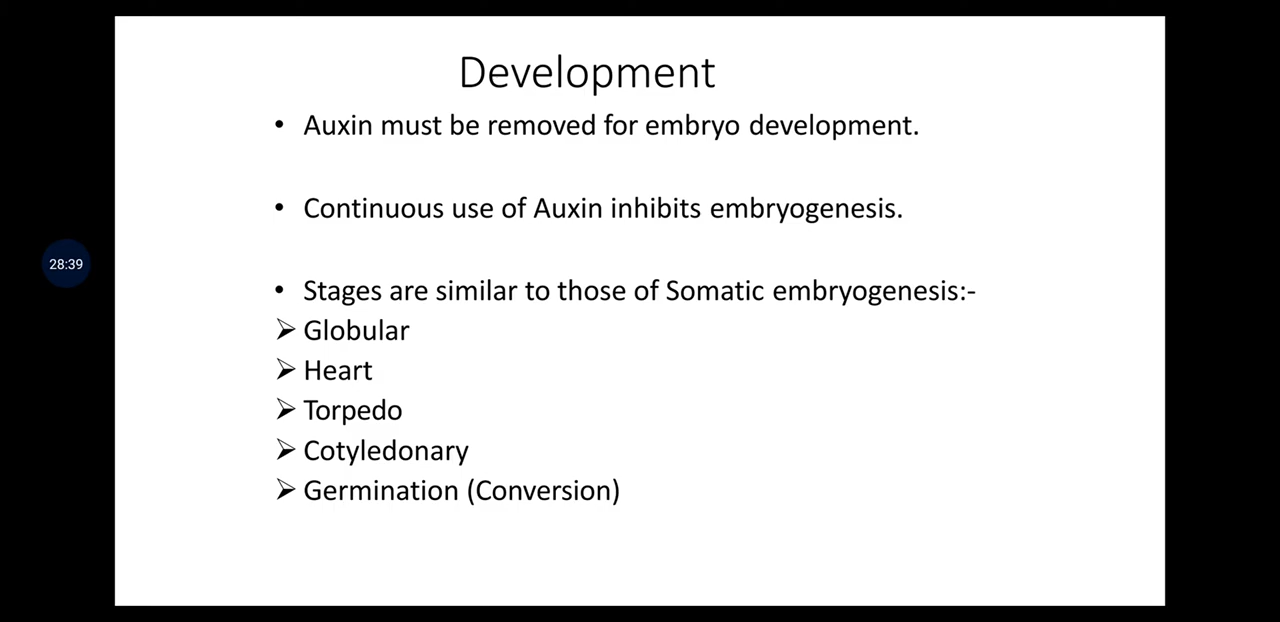 Development
• Auxin must be removed for embryo development.
• Continuous use of Auxin inhibits embryogenesis.
28:39
• Stages are similar to those of Somatic embryogenesis:-
➢ Globular
➢ Heart
➢ Torpedo
➢ Cotyledonary
➢ Germination (Conversion)